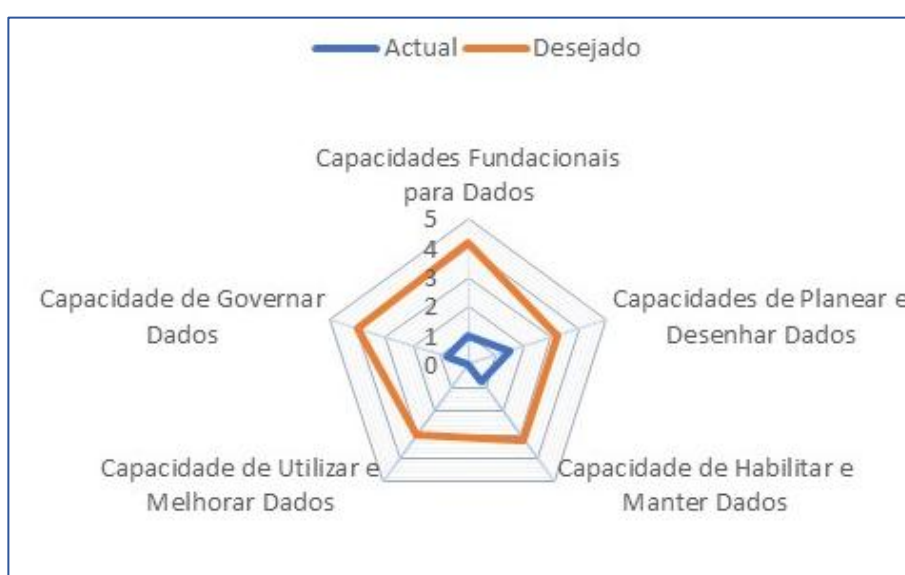 Actual Desejado
Capacidades Fundacionais
para Dados
5
4
3
2
1
0
Capacidade de Governar
Dados
Capacidades de Planear e
Desenhar Dados
Capacidade de Utilizar e
Melhorar Dados
Capacidade de Habilitar e
Manter Dados